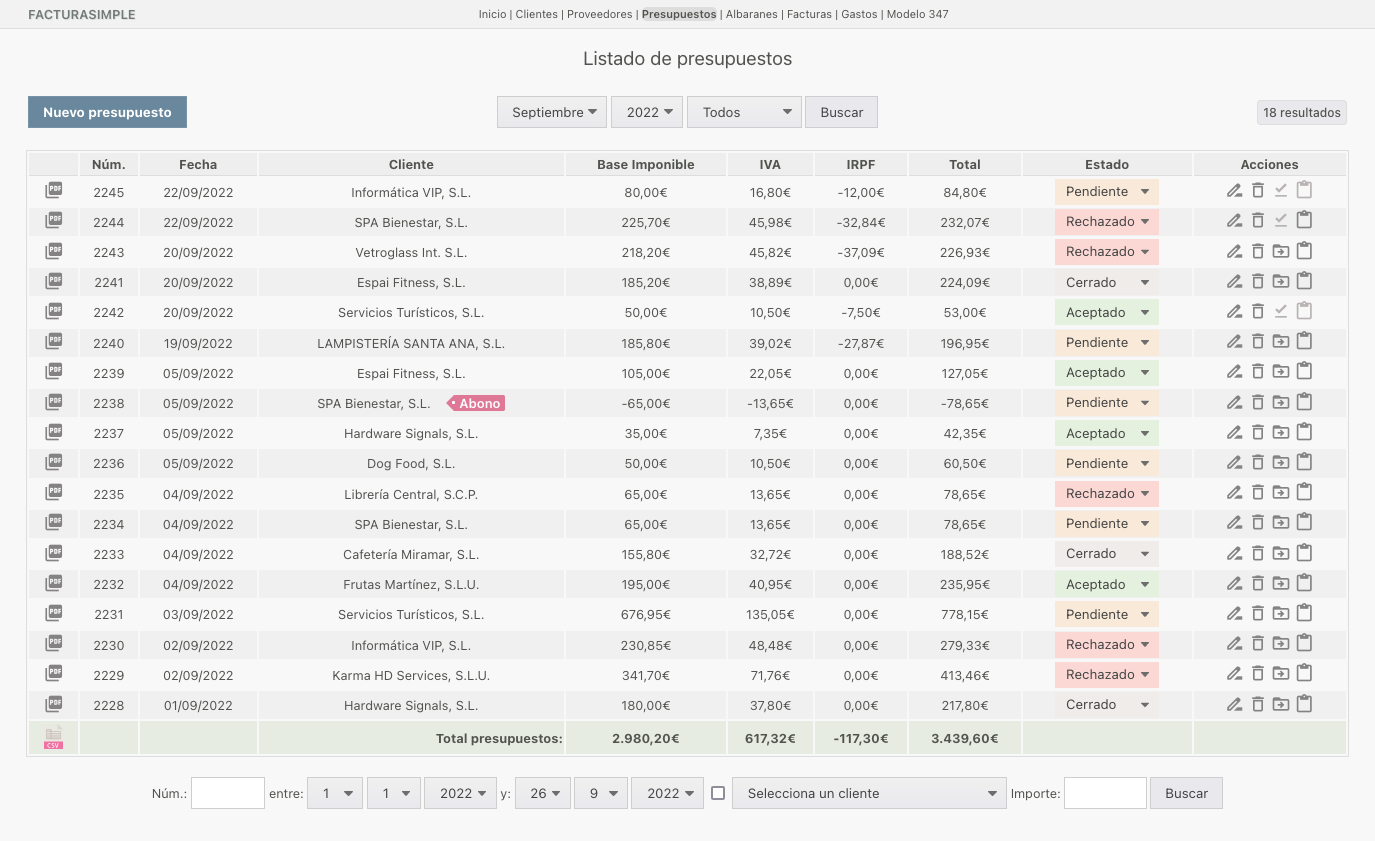 FACTURASIMPLE Inicio | Clientes | Proveedores | Presupuestos | Albaranes | Facturas | Gastos | Modelo 347
Listado de presupuestos
Nuevo presupuesto Septiembre 2022 Todos Buscar 18 resultados
Núm. Fecha Cliente Base Imponible IVA IRPF Total Estado Acciones
PDF 2245 22/09/2022 Informática VIP, S.L. 80,00€ 16,80€ -12,00€ 84,80€ Pendiente
PDF 2244 22/09/2022 SPA Bienestar, S.L. 225,70€ 45,98€ -32,84€ 232,07€ Rechazado
PDF 2243 20/09/2022 Vetroglass Int. S.L. 218,20€ 45,82€ -37,09€ 226,93€ Rechazado
PDF 2241 20/09/2022 Espai Fitness, S.L. 185,20€ 38,89€ 0,00€ 224,09€ Cerrado
PDF 2242 20/09/2022 Servicios Turísticos, S.L. 50,00€ 10,50€ -7,50€ 53,00€ Aceptado
PDF 2240 19/09/2022 LAMPISTERÍA SANTA ANA, S.L. 185,80€ 39,02€ -27,87€ 196,95€ Pendiente
PDF 2239 05/09/2022 Espai Fitness, S.L. 105,00€ 22,05€ 0,00€ 127,05€ Aceptado
PDF 2238 05/09/2022 SPA Bienestar, S.L. Abono -65,00€ -13,65€ 0,00€ -78,65€ Pendiente
PDF 2237 05/09/2022 Hardware Signals, S.L. 35,00€ 7,35€ 0,00€ 42,35€ Aceptado
PDF 2236 05/09/2022 Dog Food, S.L. 50,00€ 10,50€ 0,00€ 60,50€ Pendiente
PDF 2235 04/09/2022 Librería Central, S.C.P. 65,00€ 13,65€ 0,00€ 78,65€ Rechazado
PDF 2234 04/09/2022 SPA Bienestar, S.L. 65,00€ 13,65€ 0,00€ 78,65€ Pendiente
PDF 2233 04/09/2022 Cafetería Miramar, S.L. 155,80€ 32,72€ 0,00€ 188,52€ Cerrado
PDF 2232 04/09/2022 Frutas Martínez, S.L.U. 195,00€ 40,95€ 0,00€ 235,95€ Aceptado
PDF 2231 03/09/2022 Servicios Turísticos, S.L. 676,95€ 135,05€ 0,00€ 778,15€ Pendiente
PDF 2230 02/09/2022 Informática VIP, S.L. 230,85€ 48,48€ 0,00€ 279,33€ Rechazado
PDF 2229 02/09/2022 Karma HD Services, S.L.U. 341,70€ 71,76€ 0,00€ 413,46€ Rechazado
PDF 2228 01/09/2022 Hardware Signals, S.L. 180,00€ 37,80€ 0,00€ 217,80€ Cerrado
CSV Total presupuestos: 2.980,20€ 617,32€ -117,30€ 3.439,60€
Núm.: entre: 1 1 2022 y: 26 9 2022 Selecciona un cliente Importe: Buscar